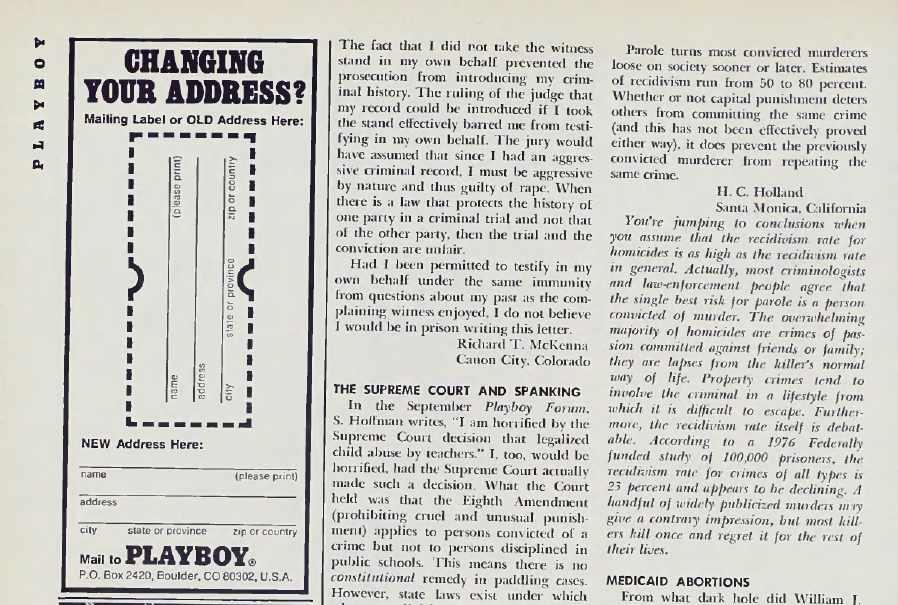 PLAYBOY
CHANGING
YOUR ADDRESS?
Mailing Label or OLD Address Here:
name
(please print)
address
city
state or province
zip or country
NEW Address Here:
name (please print)
address
city state or province zip or country
Mail to PLAYBOY®
P.O. Box 2420, Boulder, CO 80302, U.S.A.
The fact that I did not take the witness
stand in my own behalf prevented the
prosecution from introducing my crim-
inal history. The ruling of the judge that
my record could be introduced if I took
the stand effectively barred me from testi-
fying in my own behalf. The jury would
have assumed that since I had an aggres-
sive criminal record, I must be aggressive
by nature and thus guilty of rape. When
there is a law that protects the history of
one party in a criminal trial and not that
of the other party, then the trial and the
conviction are unfair.
Had I been permitted to testify in my
own behalf under the same immunity
from questions about my past as the com-
plaining witness enjoyed, I do not believe
I would be in prison writing this letter.
Richard T. McKenna
Canon City, Colorado
THE SUPREME COURT AND SPANKING
In the September Playboy Forum,
S. Hoffman writes, "I am horrified by the
Supreme Court decision that legalized
child abuse by teachers." I, too, would be
horrified, had the Supreme Court actually
made such a decision. What the Court
held was that the Eighth Amendment
(prohibiting cruel and unusual punish-
ment) applies to persons convicted of a
crime but not to persons disciplined in
public schools. This means there is no
constitutional remedy in paddling cases.
However, state laws exist under which
Parole turns most convicted murderers
loose on society sooner or later. Estimates
of recidivism run from 50 to 80 percent.
Whether or not capital punishment deters
others from committing the same crime
(and this has not been effectively proved
either way), it does prevent the previously
convicted murderer from repeating the
same crime.
H. C. Holland
Santa Monica, California
You're jumping to conclusions when
you assume that the recidivism rate for
homicides is as high as the recidivism rate
in general. Actually, most criminologists
and law-enforcement people agree that
the single best risk for parole is a person
convicted of murder. The overwhelming
majority of homicides are crimes of pas-
sion committed against friends or family;
they are lapses from the killer's normal
way of life. Property crimes tend to
involve the criminal in a lifestyle from
which it is difficult to escape. Further-
more, the recidivism rate itself is debat-
able. According to a 1976 Federally
funded study of 100,000 prisoners, the
recidivism rate for crimes of all types is
23 percent and appears to be declining. A
handful of widely publicized murders may
give a contrary impression, but most kill-
ers kill once and regret it for the rest of
their lives.
MEDICAID ABORTIONS
From what dark hole did William J.